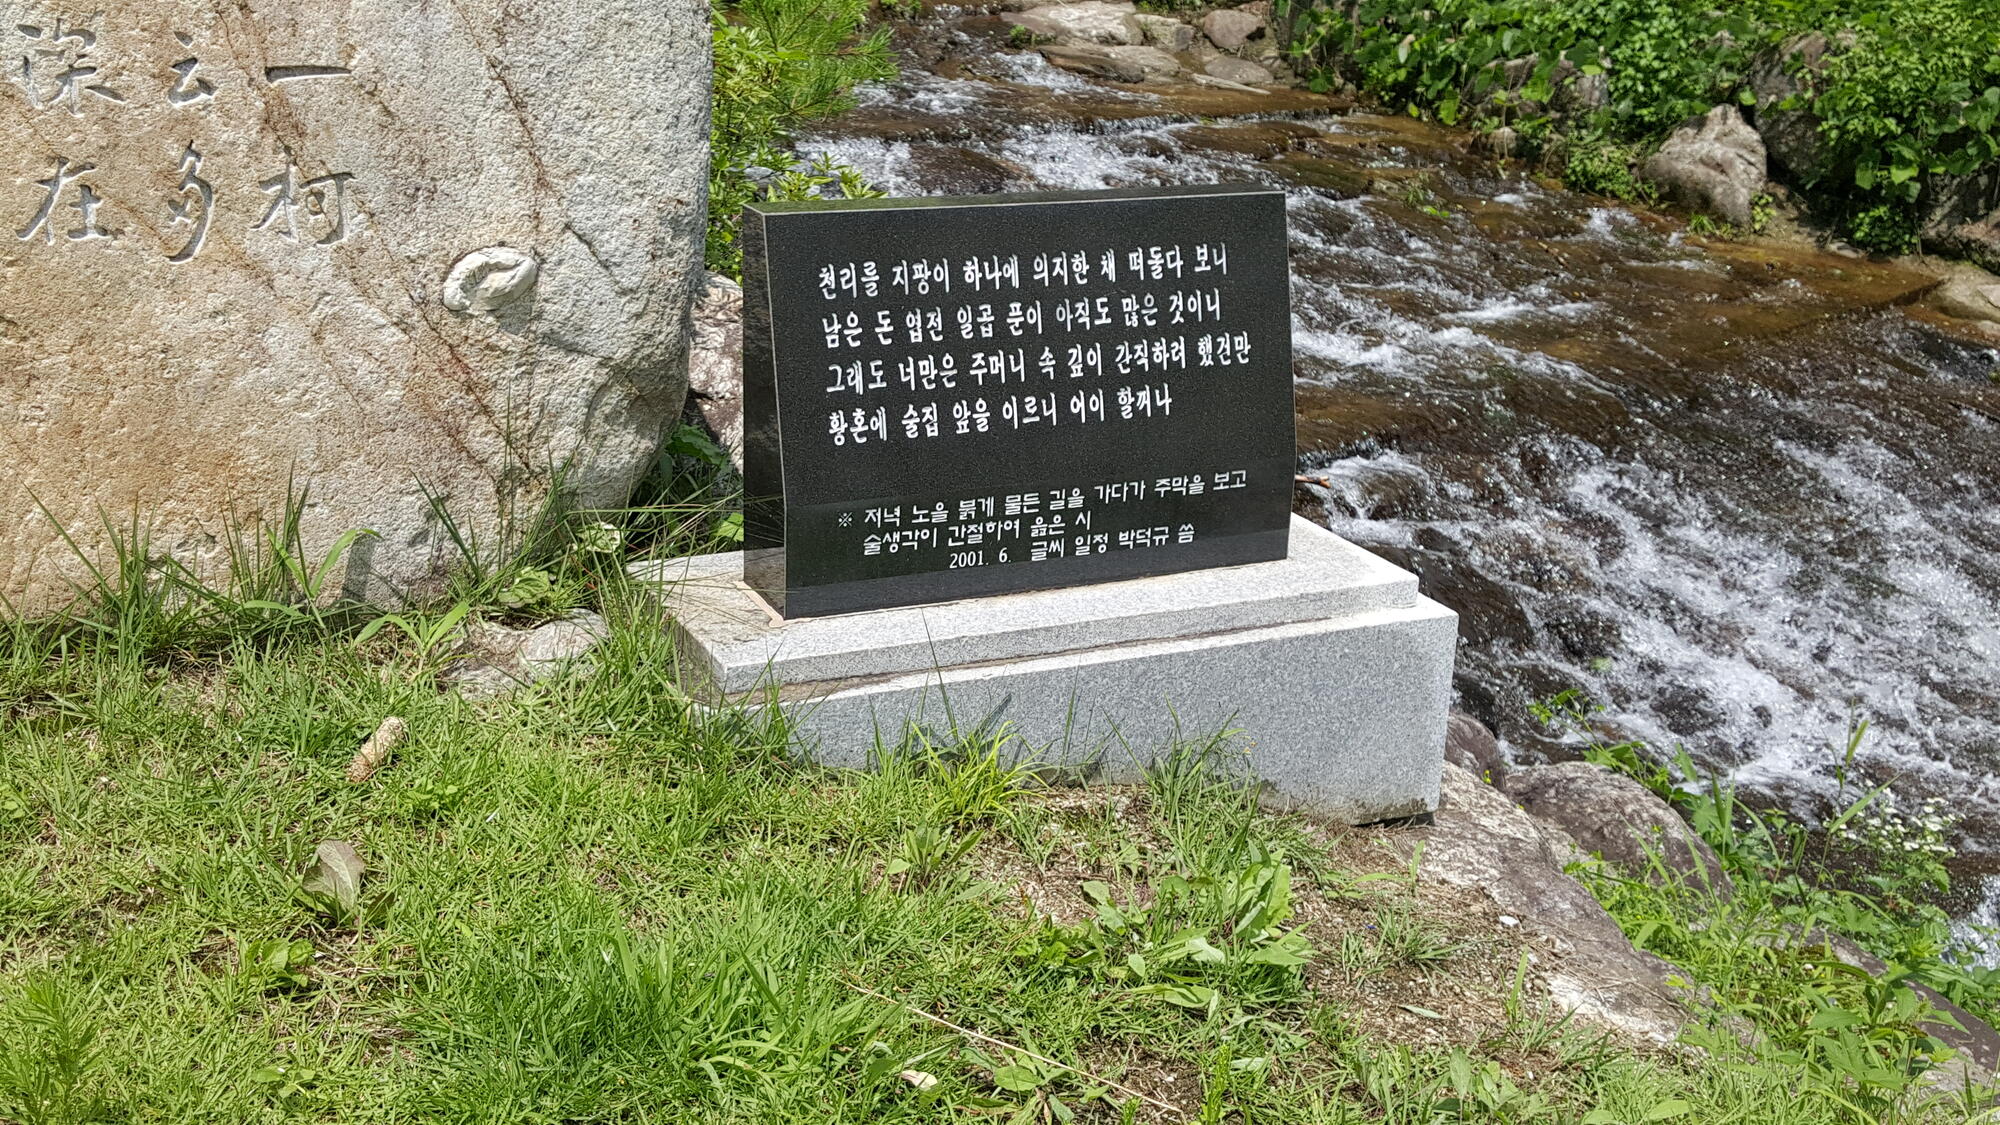 一柯
云多
深在
천리를 지팡이 하나에 의지한 채 떠돌다 보니
남은 돈 엽전 일곱 푼이 아직도 많은 것이니
그래도 너만은 주머니 속 깊이 간직하려 했건만
황혼에 술집 앞을 이르니 어이 할꺼나
※ 저녁 노을 붉게 물든 길을 가다가 주막을 보고
술생각이 간절하여 읊은 시
2001. 6. 글씨 일정 박덕규 씀